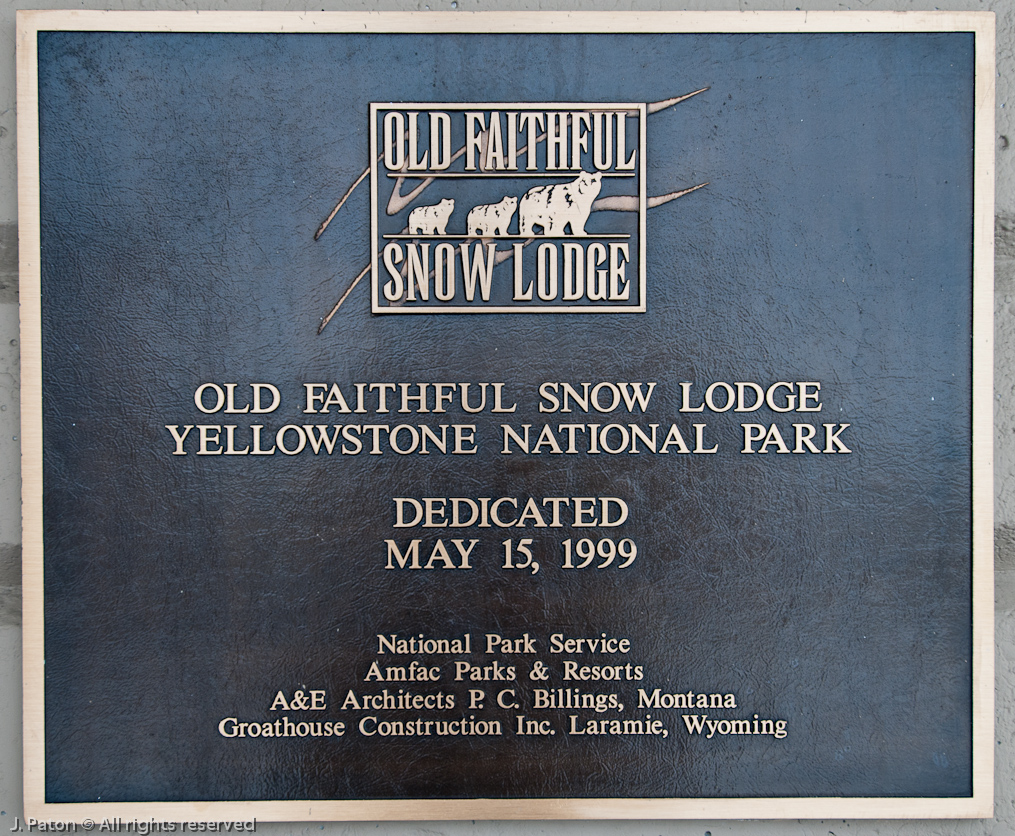 OLD FAITHFUL
SNOW LODGE
OLD FAITHFUL SNOW LODGE
YELLOWSTONE NATIONAL PARK
DEDICATED
MAY 15, 1999
National Park Service
Amfac Parks & Resorts
A&E Architects P. C. Billings, Montana
Groathouse Construction Inc. Laramie, Wyoming
J. Paton © All rights reserved